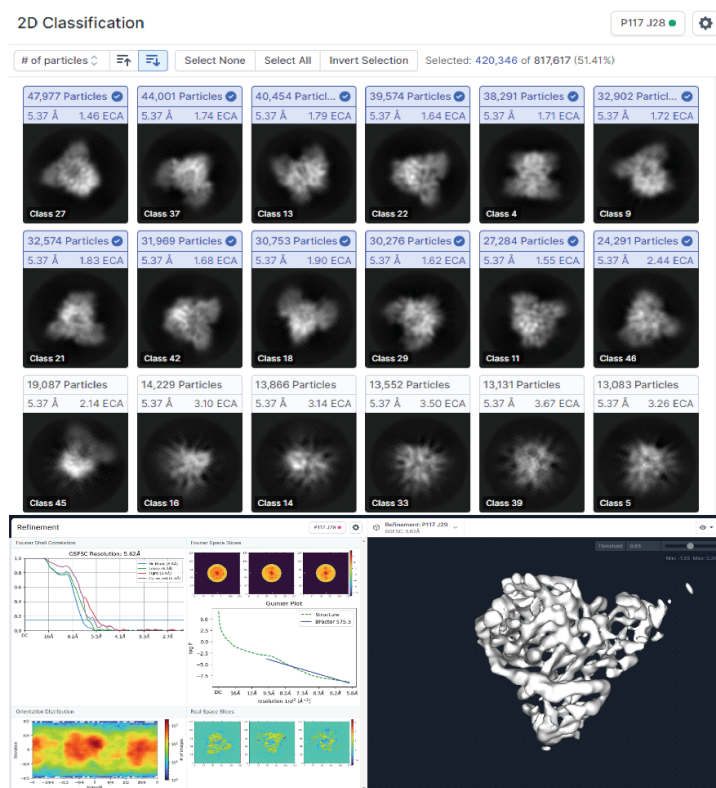 2D Classification
P117 J28
# of particles
Select None
Select All
Invert Selection
Selected: 420,346 of 817,617 (51.41%)
47,977 Particles
44,001 Particles
40,454 Particl...
39,574 Particles
38,291 Particles
32,902 Particl...
5.37 Å 1.46 ECA
5.37 Å 1.74 ECA
5.37 Å 1.79 ECA
5.37 Å 1.64 ECA
5.37 Å 1.71 ECA
5.37 Å 1.72 ECA
Class 27
Class 37
Class 13
Class 22
Class 4
Class 9
32,574 Particles
31,969 Particles
30,753 Particles
30,276 Particles
27,284 Particles
24,291 Particles
5.37 Å 1.83 ECA
5.37 Å 1.68 ECA
5.37 Å 1.90 ECA
5.37 Å 1.62 ECA
5.37 Å 1.55 ECA
5.37 Å 2.44 ECA
Class 21
Class 42
Class 18
Class 29
Class 11
Class 46
19,087 Particles
14,229 Particles
13,866 Particles
13,552 Particles
13,131 Particles
13,083 Particles
5.37 Å 2.14 ECA
5.37 Å 3.10 ECA
5.37 Å 3.14 ECA
5.37 Å 3.50 ECA
5.37 Å 3.67 ECA
5.37 Å 3.26 ECA
Class 45
Class 16
Class 14
Class 33
Class 39
Class 5
Refinement
Refinement: P117 J29
Fourier Shell Correlation
Fourier Space Slices
GSFSC Resolution: 5.62Å
Threshold
Guinier Plot
Structure
BFactor 575.3
log F
resolution 1/d² (Å⁻²)
Orientation Distribution
Real Space Slices
# of images
Elevation